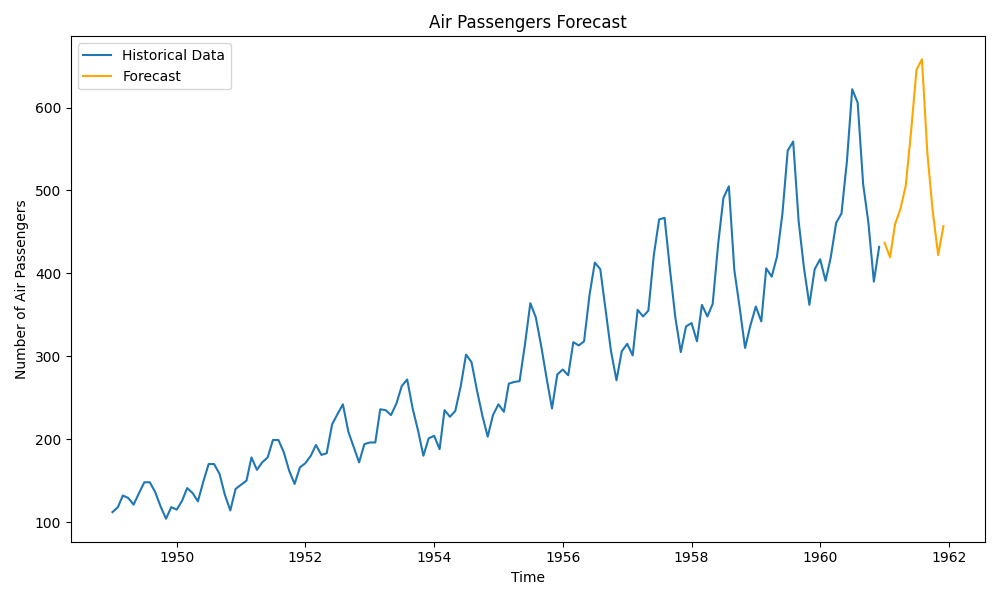 Air Passengers Forecast
Historical Data
Forecast
Number of Air Passengers
600
500
400
300
200
100
1950 1952 1954 1956 1958 1960 1962
Time